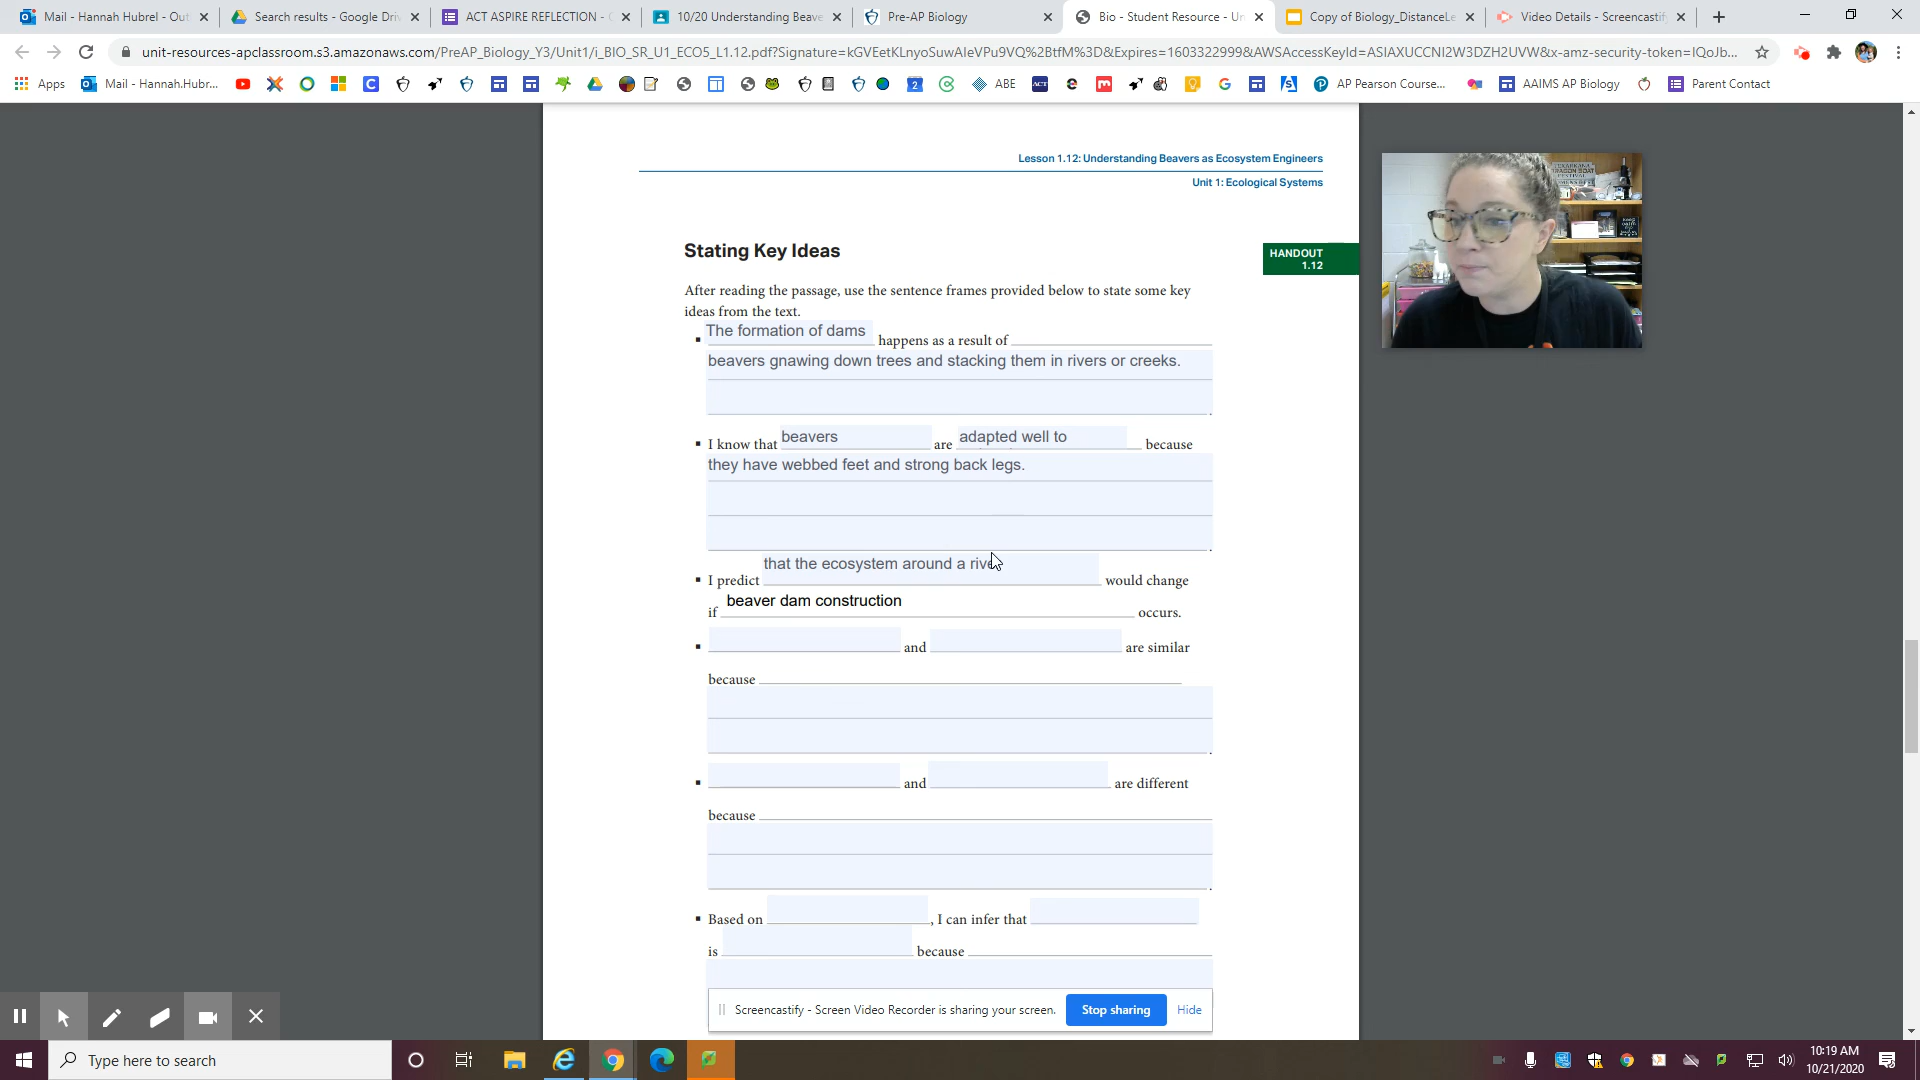 Mail - Hannah Hubrel - Out
Search results - Google Dri
ACT ASPIRE REFLECTION -
10/20 Understanding Beave
Pre-AP Biology
Bio - Student Resource - Un
Copy of Biology_DistanceLe
Video Details - Screencastif
unit-resources-apclassroom.s3.amazonaws.com/PreAP_Biology_Y3/Unit1/i_BIO_SR_U1_ECO5_L1.12.pdf?Signature=kGVEetKLnyoSuwAIeVPu9VQ%2BtfM%3D&Expires=1603322999&AWSAccessKeyId=ASIAXUCCNI2W3DZH2UVW&x-amz-security-token=IQoJb...
Apps
Mail - Hannah.Hubr...
ABE
AP Pearson Course...
AAIMS AP Biology
Parent Contact
Lesson 1.12: Understanding Beavers as Ecosystem Engineers
Unit 1: Ecological Systems
Stating Key Ideas
HANDOUT
1.12
After reading the passage, use the sentence frames provided below to state some key
ideas from the text.
The formation of dams happens as a result of
beavers gnawing down trees and stacking them in rivers or creeks.
I know that beavers are adapted well to because
they have webbed feet and strong back legs.
I predict that the ecosystem around a rive would change
if beaver dam construction occurs.
and are similar
because
and are different
because
Based on , I can infer that
is because
Screencastify - Screen Video Recorder is sharing your screen.
Stop sharing
Hide
Type here to search
10:19 AM
10/21/2020